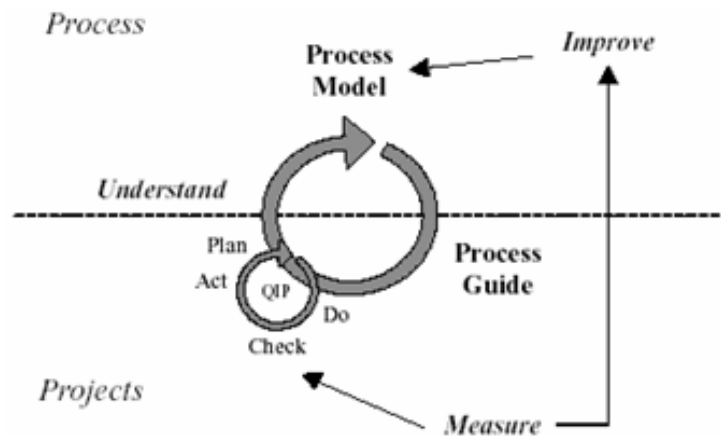 Process
Improve
Process
Model
Understand
Plan
Process
Guide
Act
QIP
Do
Check
Projects
Measure